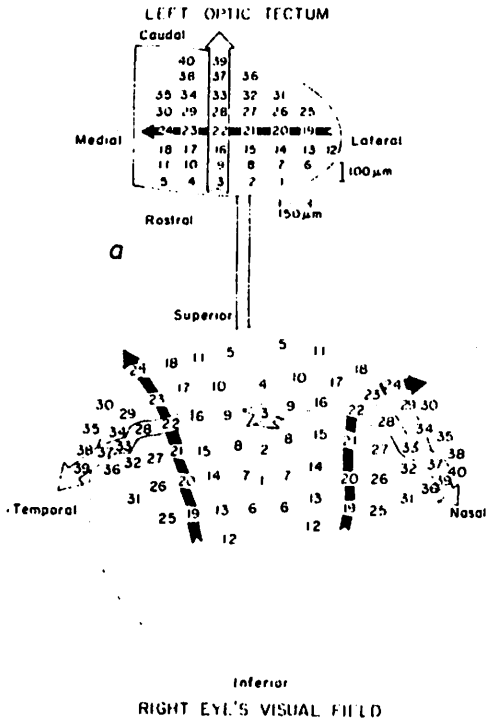 LEFT OPTIC TECTUM
Caudal
40 39
38 37 36
35 34 33 32 31
30 29 28 27 26 25
Medial 24 23 22 21 20 19 Lateral
18 17 16 15 14 13 12
11 10 9 8 7 6 100µm
5 4 3 2 1
Rostral 150µm
a
Superior
24 18 11 5 5 11 18
17 10 4 10 17 23 24
30 29 23 16 9 3 9 16 22 29 30
35 34 28 22 28 34
38 37 33 21 15 8 2 8 15 21 27 33 35
39 36 32 27 14 7 1 7 14 32 37 38
26 20 20 26 36 39 40
Temporal 31 25 19 13 6 6 13 19 25 31 Nasal
12 12
Inferior
RIGHT EYE'S VISUAL FIELD